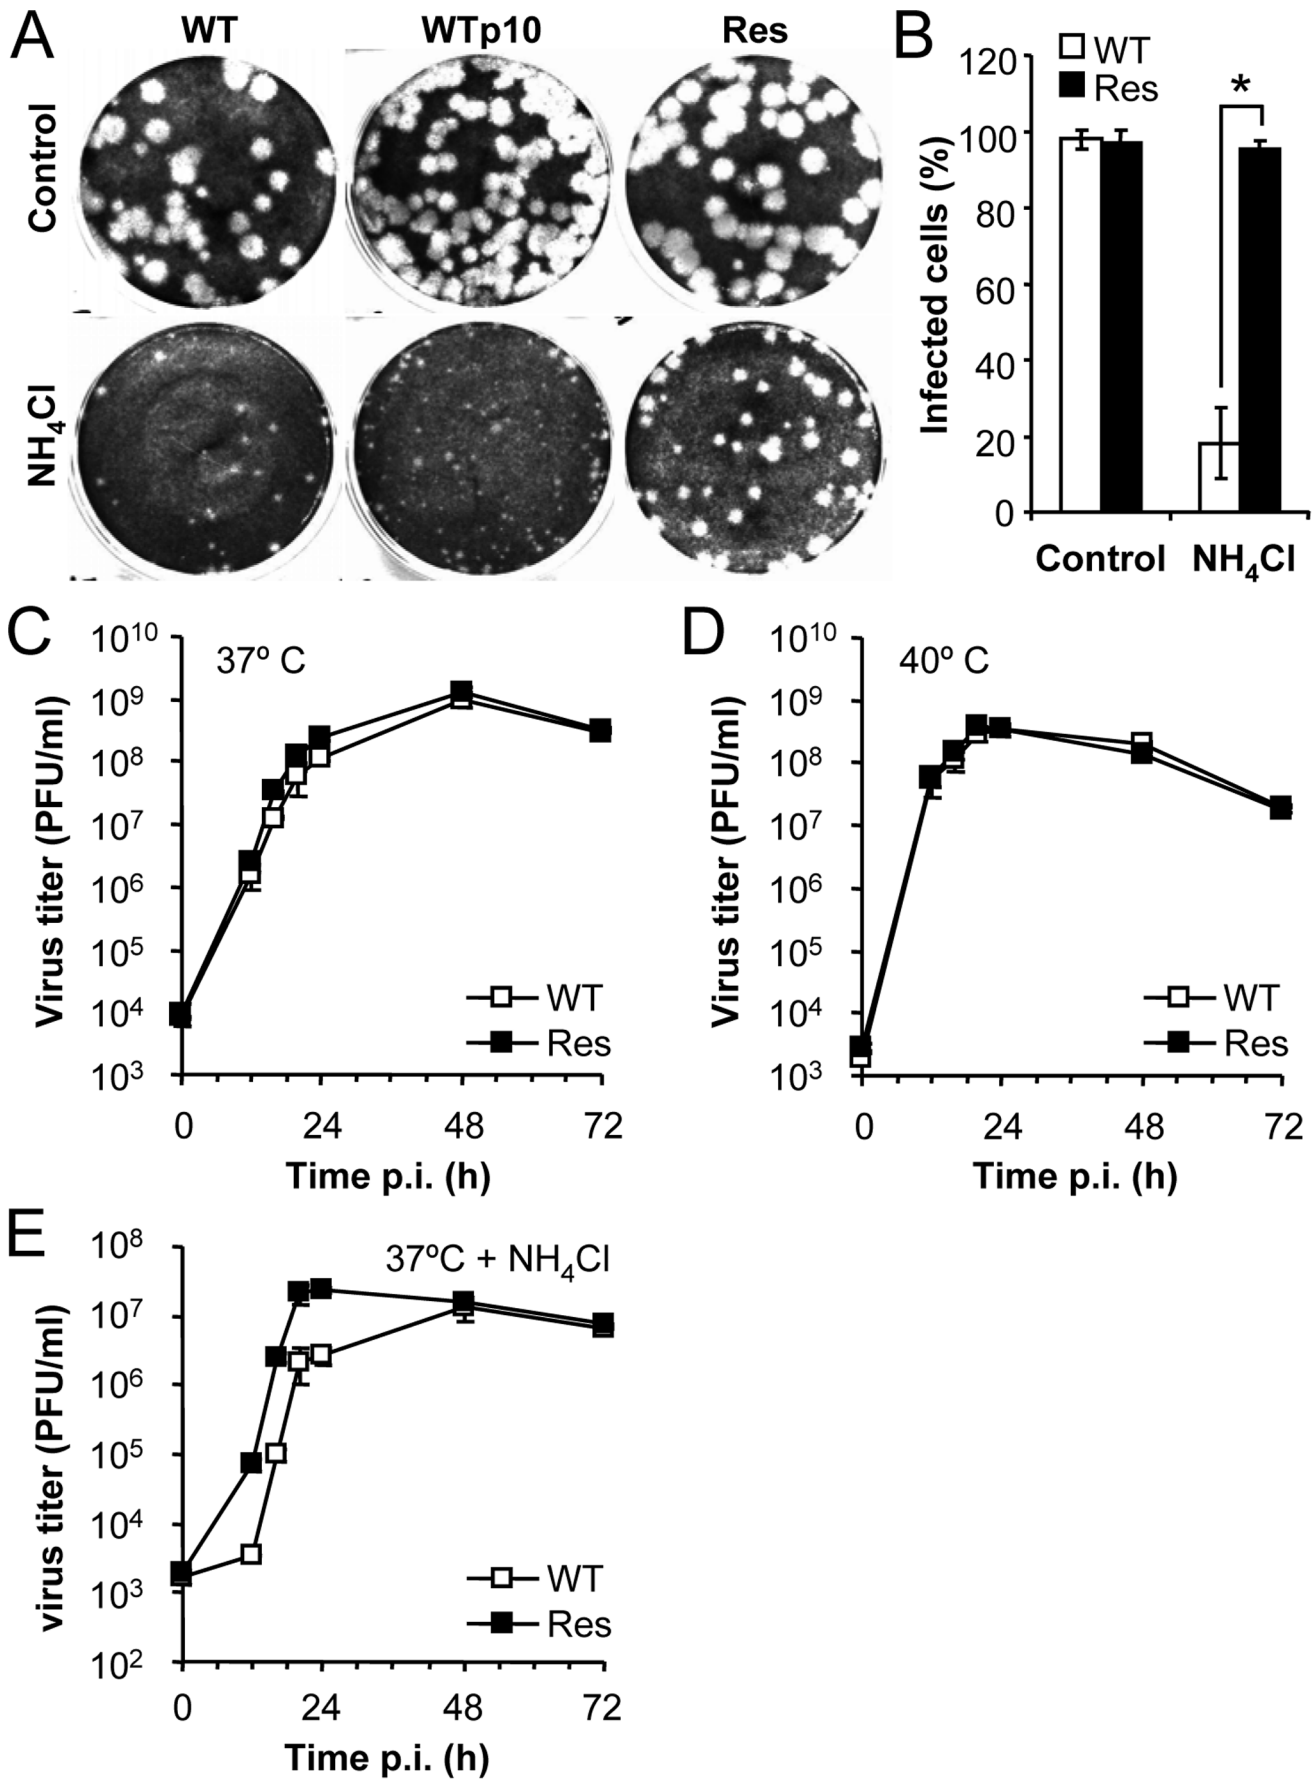 A
WT
WTp10
Res
Control
NH4Cl
B
WT
Res
*
Infected cells (%)
120
100
80
60
40
20
0
Control
NH4Cl
C
37º C
Virus titer (PFU/ml)
10^10
10^9
10^8
10^7
10^6
10^5
10^4
10^3
WT
Res
0
24
48
72
Time p.i. (h)
D
40º C
Virus titer (PFU/ml)
10^10
10^9
10^8
10^7
10^6
10^5
10^4
10^3
WT
Res
0
24
48
72
Time p.i. (h)
E
37ºC + NH4Cl
virus titer (PFU/ml)
10^8
10^7
10^6
10^5
10^4
10^3
10^2
WT
Res
0
24
48
72
Time p.i. (h)